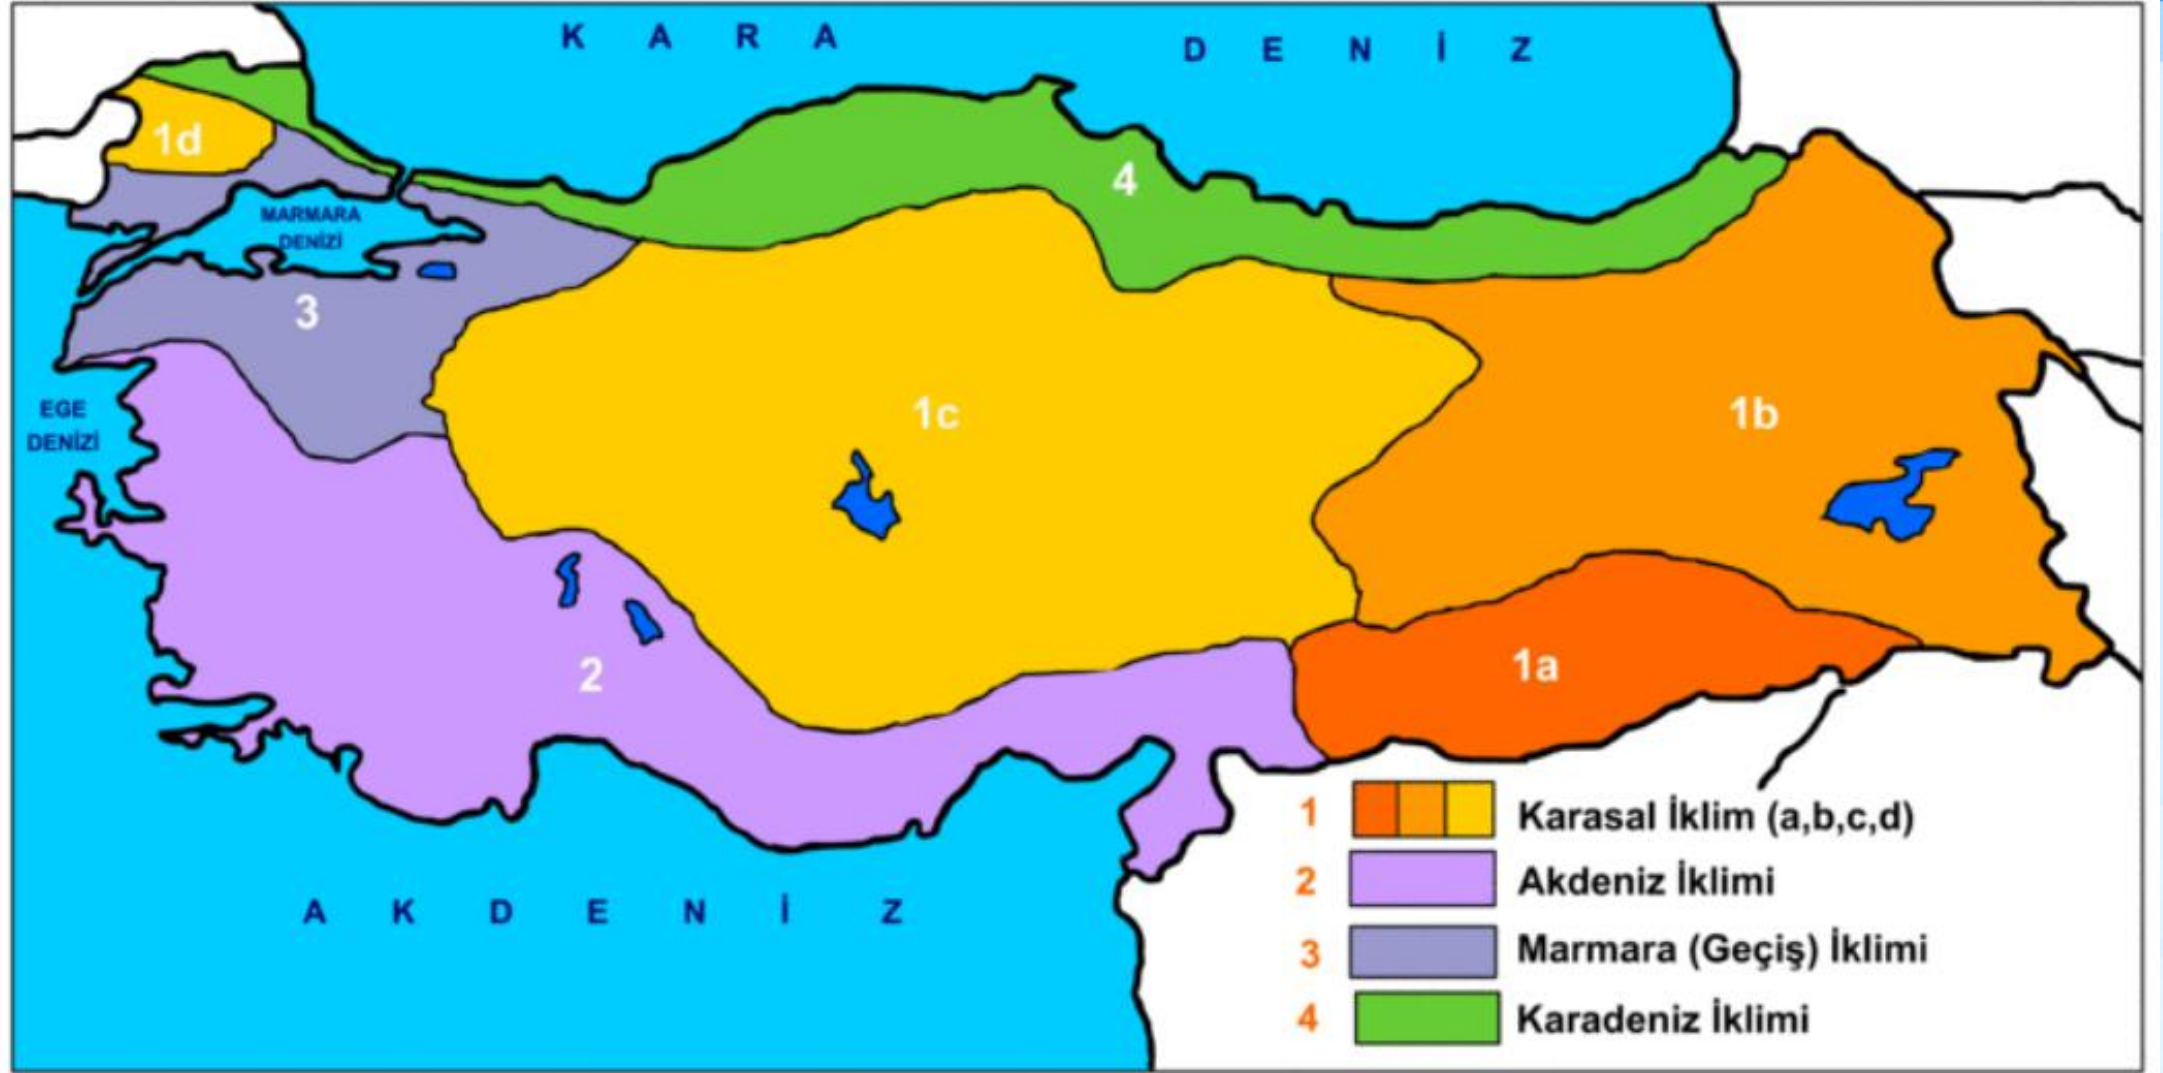 K A R A
D E N İ Z
1d
4
MARMARA
DENİZİ
3
EGE
DENİZİ
1c
1b
2
1a
A K D E N İ Z
1 Karasal İklim (a,b,c,d)
2 Akdeniz İklimi
3 Marmara (Geçiş) İklimi
4 Karadeniz İklimi